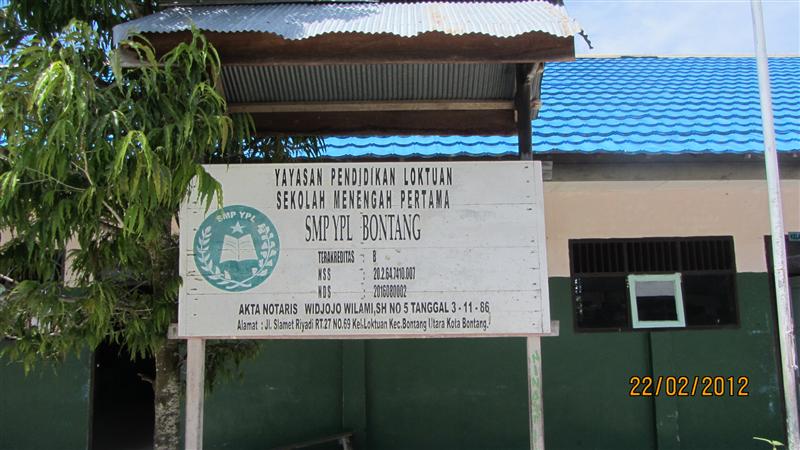 YAYASAN PENDIDIKAN LOKTUAN
SEKOLAH MENENGAH PERTAMA
SMP YPL BONTANG
SMP YPL
TERAKREDITAS : B
NSS : 20.2.64.7410.007
NDS : 2016080002
AKTA NOTARIS WIDJOJO WILAMI,SH NO 5 TANGGAL 3 - 11 - 86
Alamat : Jl. Slamet Riyadi RT.27 NO.69 Kel.Loktuan Kec.Bontang Utara Kota Bontang.
22/02/2012